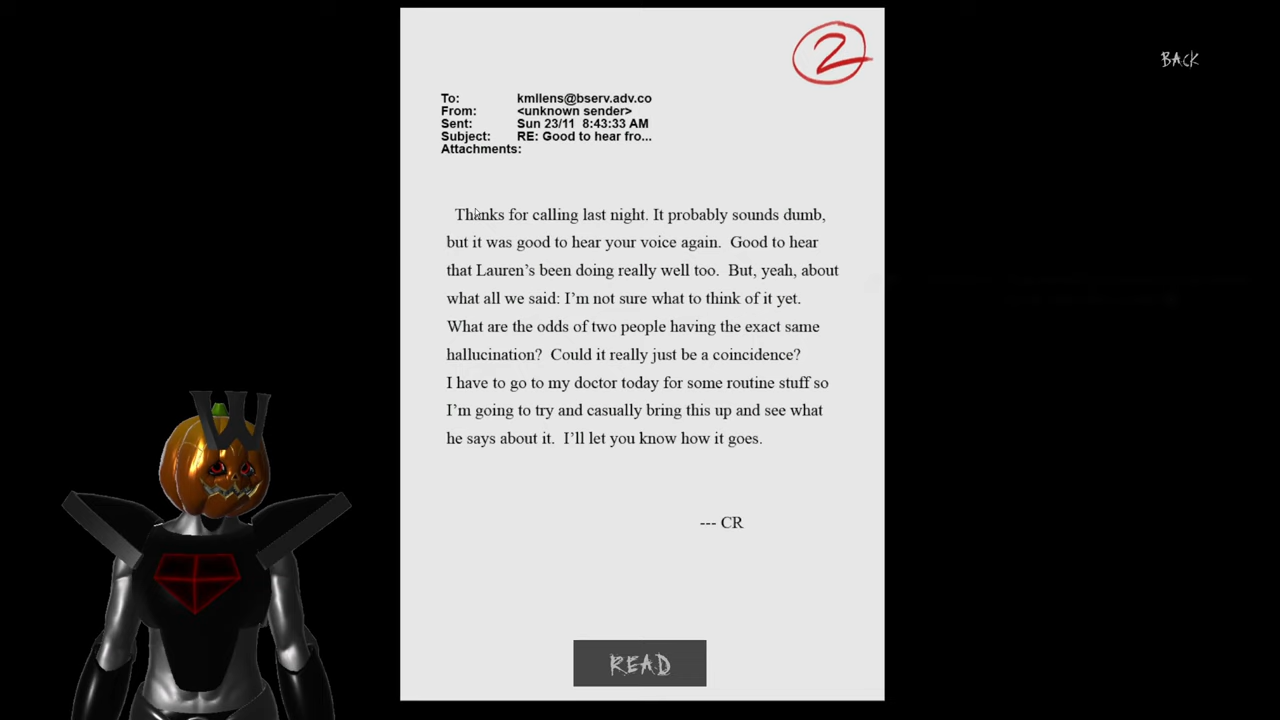 2
BACK
To: kmllens@bserv.adv.co
From: <unknown sender>
Sent: Sun 23/11 8:43:33 AM
Subject: RE: Good to hear fro...
Attachments:
Thanks for calling last night. It probably sounds dumb,
but it was good to hear your voice again. Good to hear
that Lauren’s been doing really well too. But, yeah, about
what all we said: I’m not sure what to think of it yet.
What are the odds of two people having the exact same
hallucination? Could it really just be a coincidence?
I have to go to my doctor today for some routine stuff so
I’m going to try and casually bring this up and see what
he says about it. I’ll let you know how it goes.
--- CR
W
READ